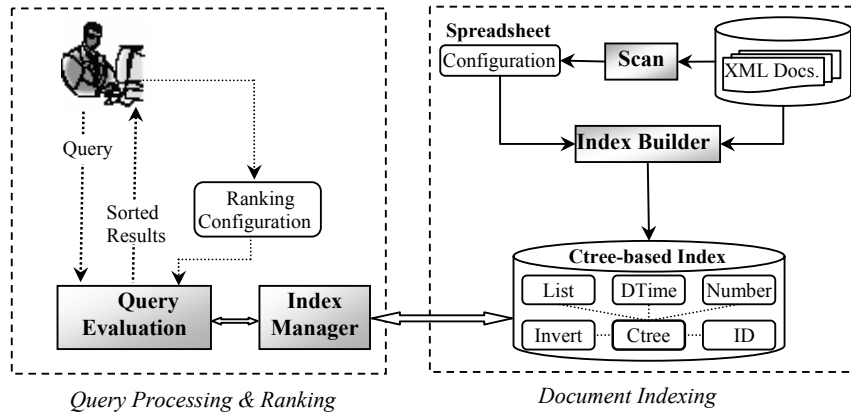 Query
Sorted
Results
Ranking
Configuration
Query
Evaluation
Index
Manager
Query Processing & Ranking
Spreadsheet
Configuration
Scan
XML Docs.
Index Builder
Ctree-based Index
List
DTime
Number
Invert
Ctree
ID
Document Indexing